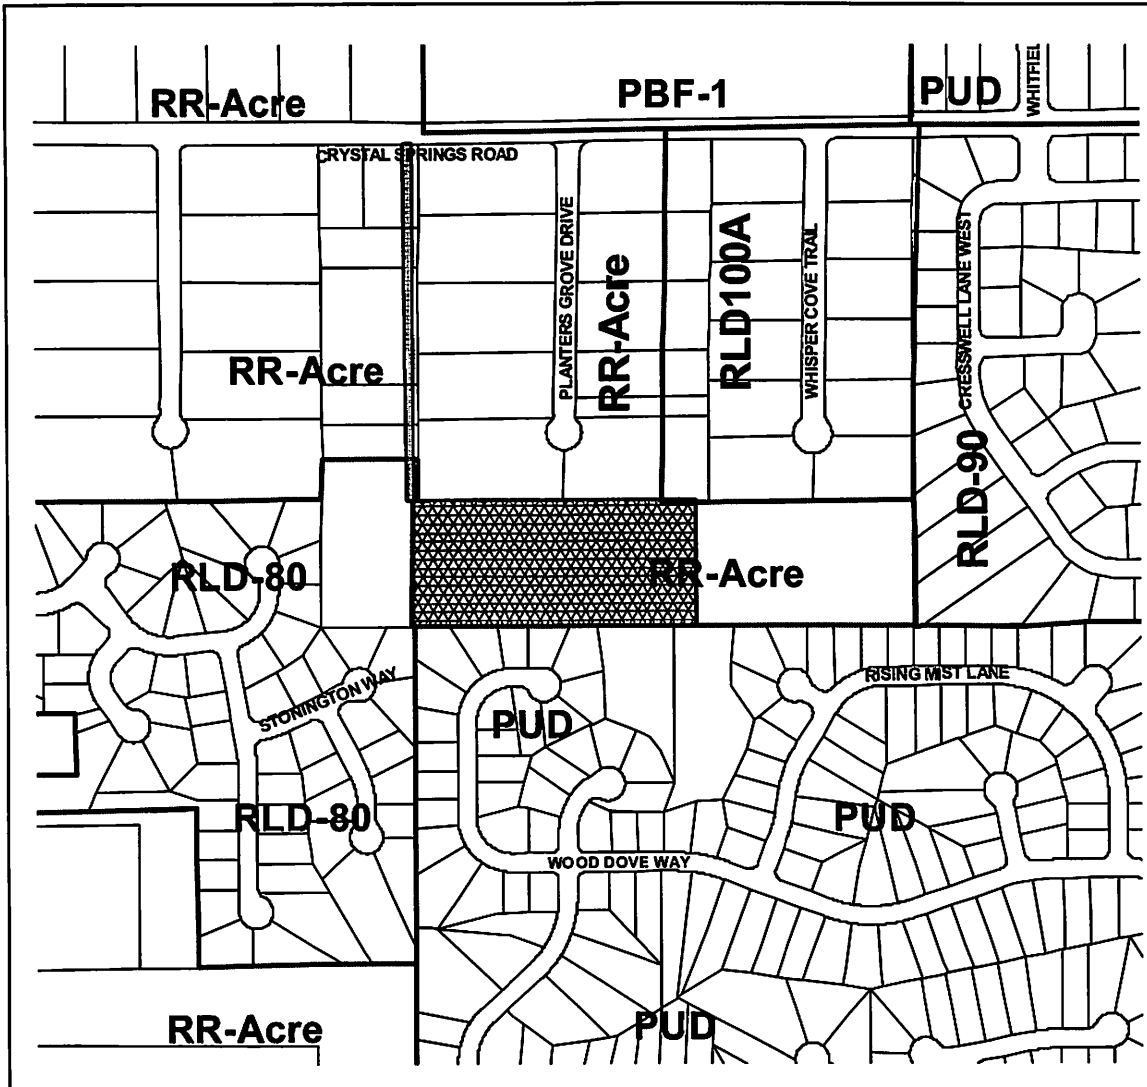 RR-Acre
PBF-1
PUD
WHITFIEL
CRYSTAL SPRINGS ROAD
PLANTERS GROVE DRIVE
RR-Acre
RLD100A
WHISPER COVE TRAIL
CRESSWELL LANE WEST
RR-Acre
RLD-90
RLD-80
RR-Acre
STONINGTON WAY
RISING MIST LANE
PUD
RLD-80
PUD
WOOD DOVE WAY
RR-Acre
PUD